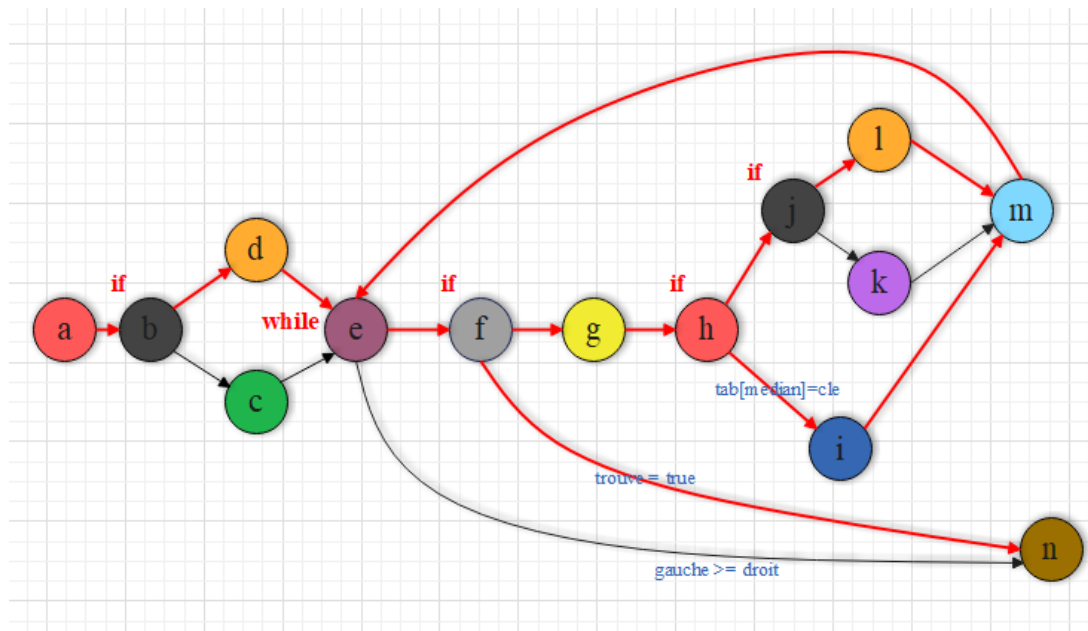 l
if
j
m
d
if
if
if
k
a
b
while
e
f
g
h
tab[median]=cle
c
i
trouve = true
n
gauche >= droit